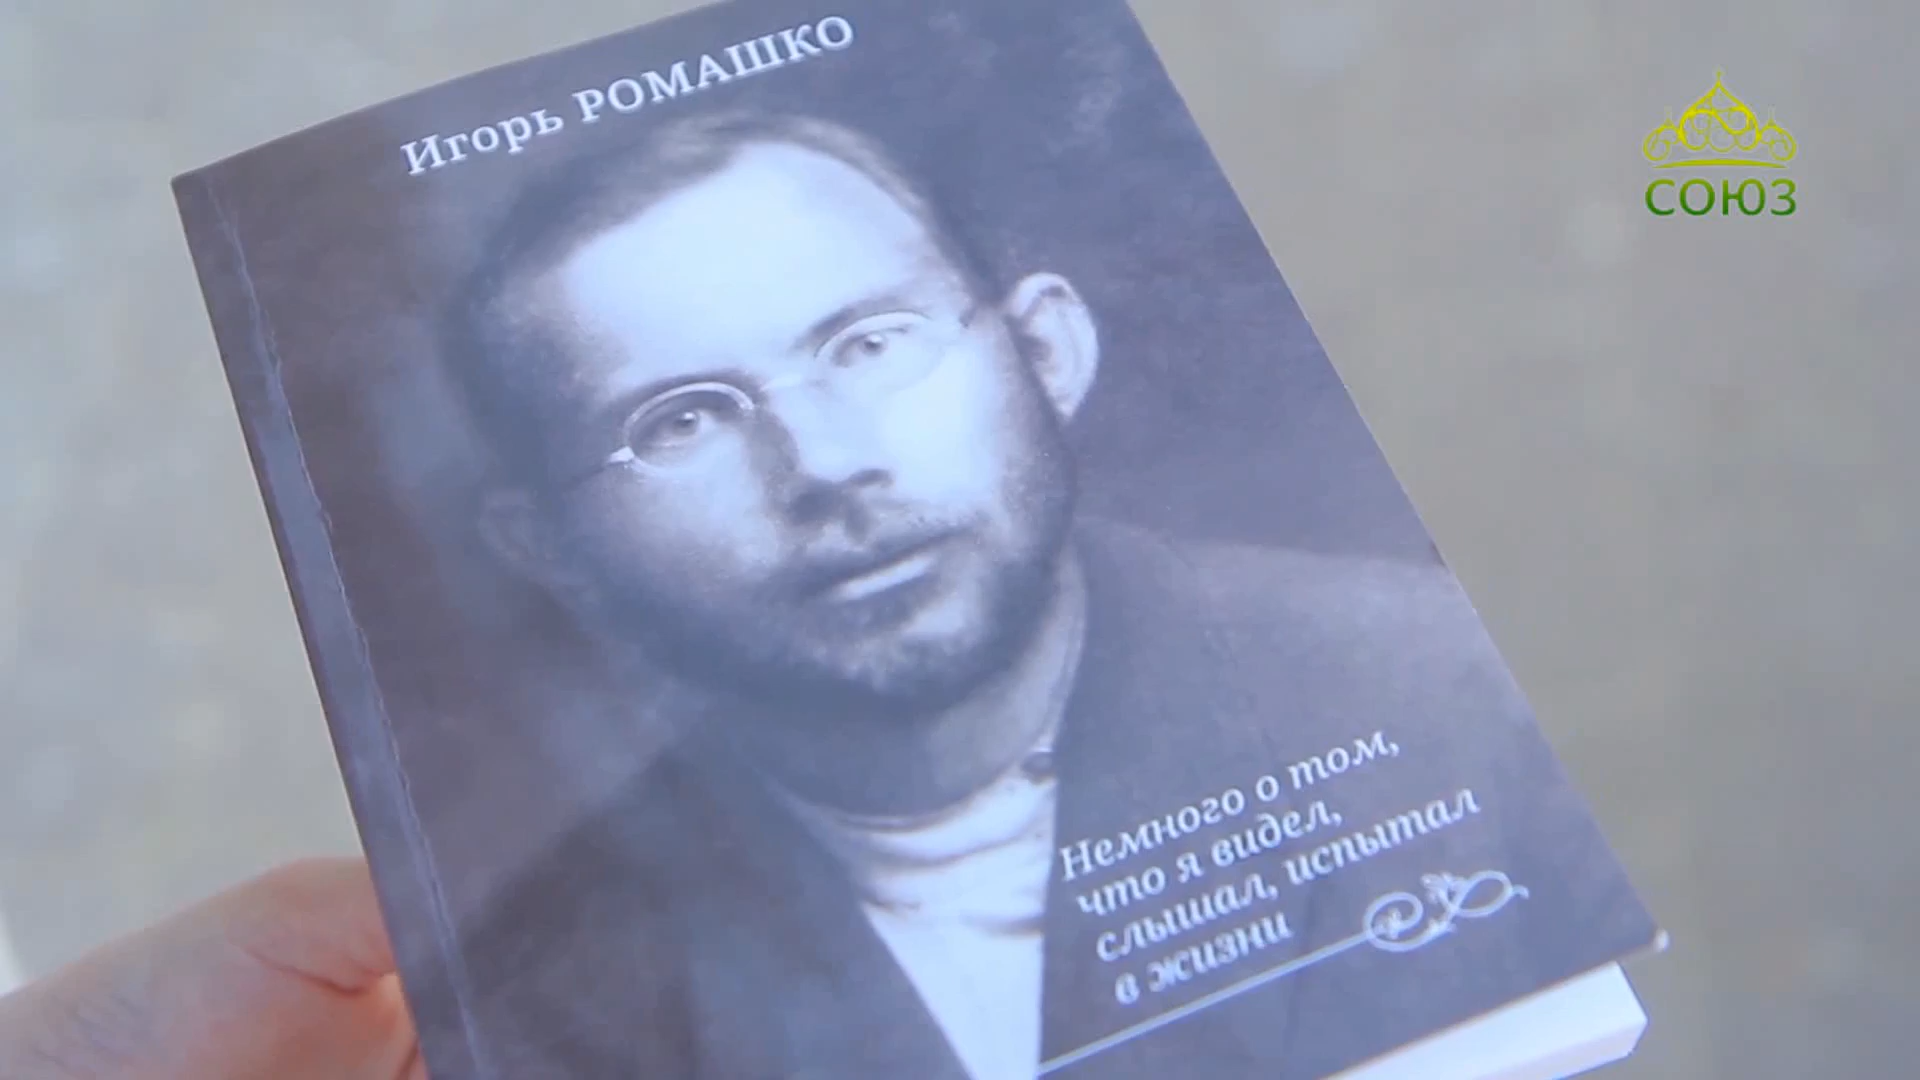 Игорь РОМАШКО
СОЮЗ
Немного о том,
что я видел,
слышал, испытал
в жизни